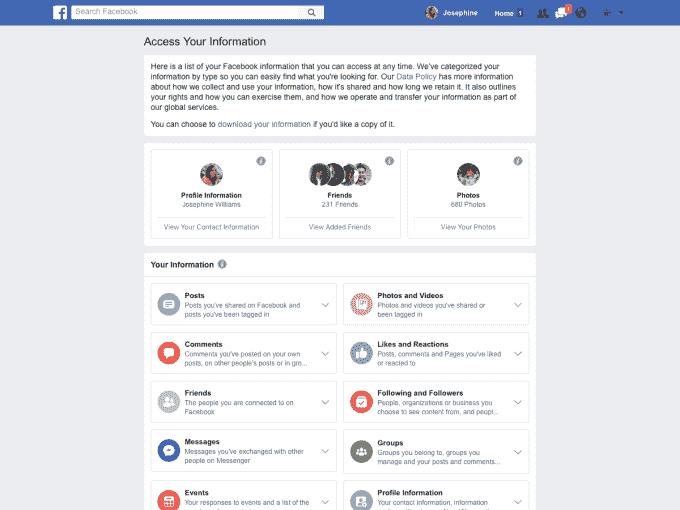 f
Search Facebook
Josephine
Home 1
1
Access Your Information
Here is a list of your Facebook information that you can access at any time. We've categorized your
information by type so you can easily find what you're looking for. Our Data Policy has more information
about how we collect and use your information, how it's shared and how long we retain it. It also outlines
your rights and how you can exercise them, and how we operate and transfer your information as part of
our global services.
You can choose to download your information if you'd like a copy of it.
Profile Information
Josephine Williams
View Your Contact Information
Friends
231 Friends
View Added Friends
Photos
680 Photos
View Your Photos
Your Information
Posts
Posts you've shared on Facebook and
posts you've been tagged in
Photos and Videos
Photos and videos you've shared or
been tagged in
Comments
Comments you've posted on your own
posts, on other people's posts or in gro...
Likes and Reactions
Posts, comments and Pages you've liked
or reacted to
Friends
The people you are connected to on
Facebook
Following and Followers
People, organizations or business you
choose to see content from, and peopl...
Messages
Messages you've exchanged with other
people on Messenger
Groups
Groups you belong to, groups you
manage and your posts and comments...
Events
Your responses to events and a list of the
Profile Information
Your contact information, information